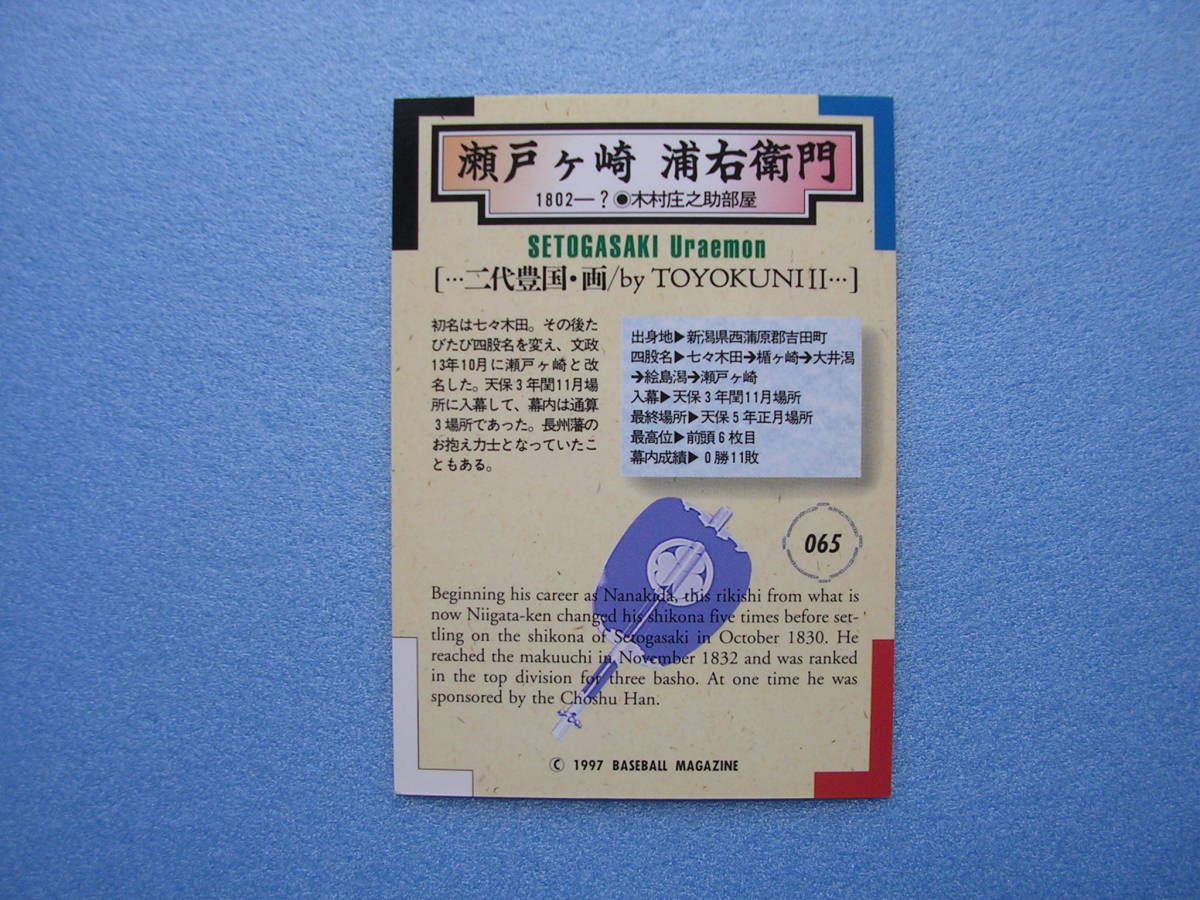 瀬戸ヶ崎 浦右衛門
1802―?◉木村庄之助部屋
SETOGASAKI Uraemon
[…二代豊国・画/by TOYOKUNI II…]
初名は七々木田。その後た
びたび四股名を変え、文政
13年10月に瀬戸ヶ崎と改
名した。天保3年閏11月場
所に入幕して、幕内は通算
3場所であった。長州藩の
お抱え力士となっていたこ
ともある。
出身地▶新潟県西蒲原郡吉田町
四股名▶七々木田➔楯ヶ崎➔大井潟
➔絵島潟➔瀬戸ヶ崎
入幕▶天保3年閏11月場所
最終場所▶天保5年正月場所
最高位▶前頭6枚目
幕内成績▶0勝11敗
065
Beginning his career as Nanakida, this rikishi from what is
now Niigata-ken changed his shikona five times before set-
tling on the shikona of Setogasaki in October 1830. He
reached the makuuchi in November 1832 and was ranked
in the top division for three basho. At one time he was
sponsored by the Choshu Han.
© 1997 BASEBALL MAGAZINE